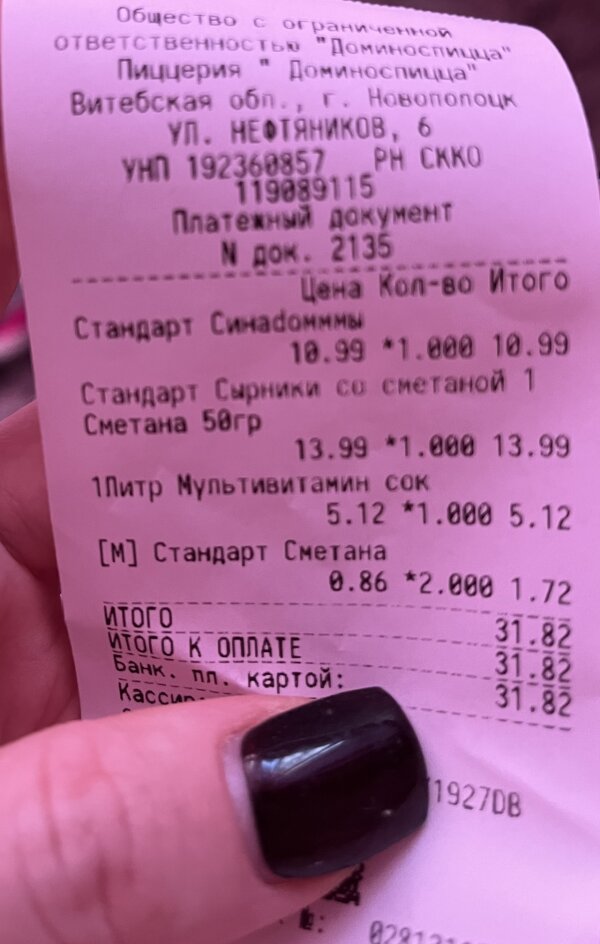 Общество с ограниченной
ответственностью "Доминоспицца"
Пиццерия " Доминоспицца"
Витебская обл., г. Новополоцк
УЛ. НЕФТЯНИКОВ, 6
УНП 192360857 РН СККО
119089115
Платежный документ
N док. 2135
Цена Кол-во Итого
Стандарт Синаdомммы
10.99 *1.000 10.99
Стандарт Сырники со сметаной 1
Сметана 50гр
13.99 *1.000 13.99
1Литр Мультивитамин сок
5.12 *1.000 5.12
[М] Стандарт Сметана
0.86 *2.000 1.72
ИТОГО 31.82
ИТОГО К ОПЛАТЕ 31.82
Банк. пл. картой: 31.82